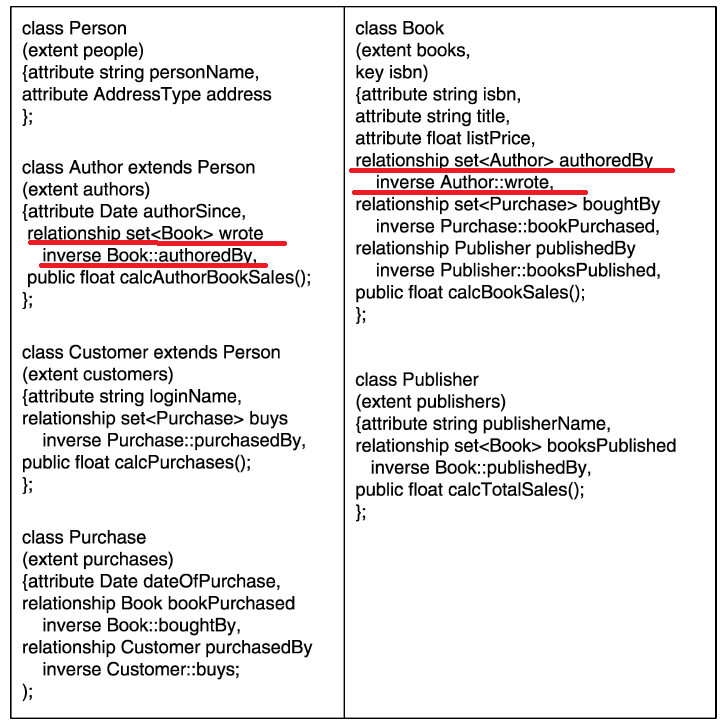 class Person
(extent people)
{attribute string personName,
attribute AddressType address
};
class Author extends Person
(extent authors)
{attribute Date authorSince,
relationship set<Book> wrote
inverse Book::authoredBy,
public float calcAuthorBookSales();
};
class Customer extends Person
(extent customers)
{attribute string loginName,
relationship set<Purchase> buys
inverse Purchase::purchasedBy,
public float calcPurchases();
};
class Purchase
(extent purchases)
{attribute Date dateOfPurchase,
relationship Book bookPurchased
inverse Book::boughtBy,
relationship Customer purchasedBy
inverse Customer::buys;
);
class Book
(extent books,
key isbn)
{attribute string isbn,
attribute string title,
attribute float listPrice,
relationship set<Author> authoredBy
inverse Author::wrote,
relationship set<Purchase> boughtBy
inverse Purchase::bookPurchased,
relationship Publisher publishedBy
inverse Publisher::booksPublished,
public float calcBookSales();
};
class Publisher
(extent publishers)
{attribute string publisherName,
relationship set<Book> booksPublished
inverse Book::publishedBy,
public float calcTotalSales();
};